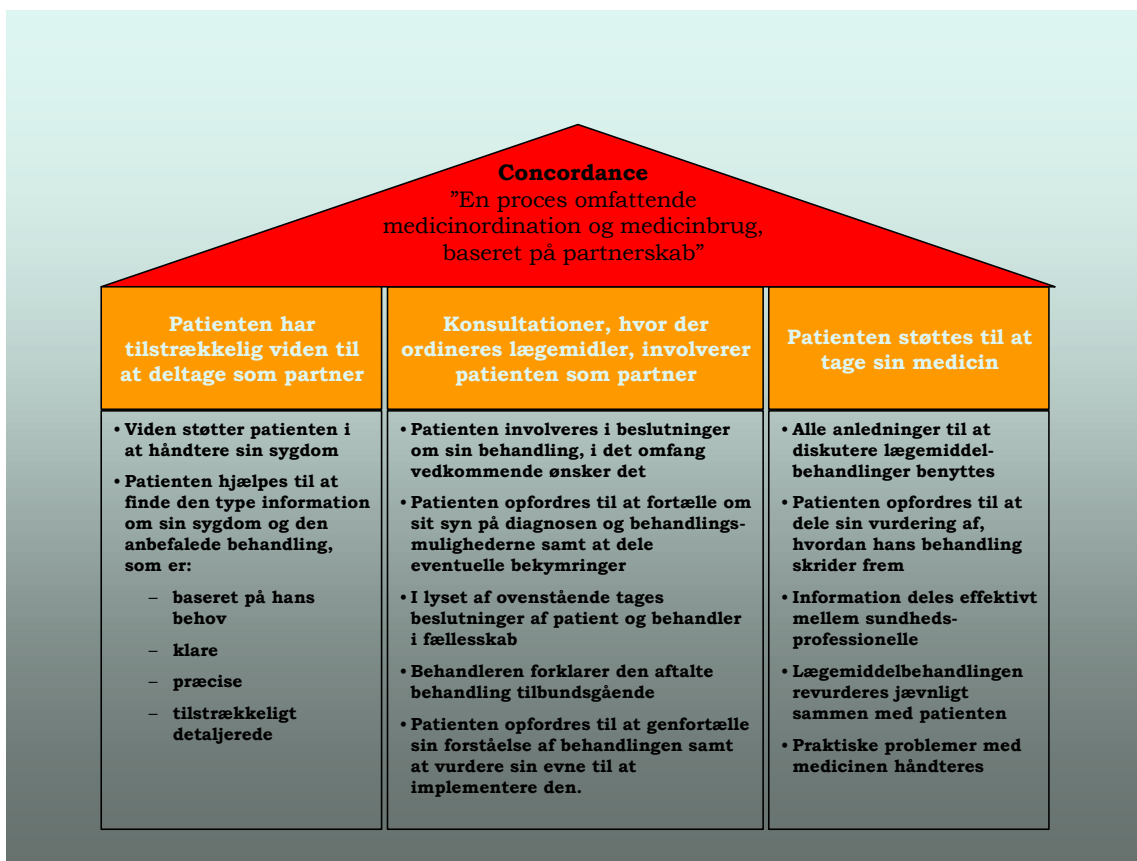 Concordance
”En proces omfattende
medicinordination og medicinbrug,
baseret på partnerskab”
Patienten har
tilstrækkelig viden til
at deltage som partner
Konsultationer, hvor der
ordineres lægemidler, involverer
patienten som partner
Patienten støttes til at
tage sin medicin
• Viden støtter patienten i
at håndtere sin sygdom
• Patienten hjælpes til at
finde den type information
om sin sygdom og den
anbefalede behandling,
som er:
– baseret på hans
behov
– klare
– præcise
– tilstrækkeligt
detaljerede
• Patienten involveres i beslutninger
om sin behandling, i det omfang
vedkommende ønsker det
• Patienten opfordres til at fortælle om
sit syn på diagnosen og behandlings-
mulighederne samt at dele
eventuelle bekymringer
• I lyset af ovenstående tages
beslutninger af patient og behandler
i fællesskab
• Behandleren forklarer den aftalte
behandling tilbundsgående
• Patienten opfordres til at genfortælle
sin forståelse af behandlingen samt
at vurdere sin evne til at
implementere den.
• Alle anledninger til at
diskutere lægemiddel-
behandlinger benyttes
• Patienten opfordres til at
dele sin vurdering af,
hvordan hans behandling
skrider frem
• Information deles effektivt
mellem sundheds-
professionelle
• Lægemiddelbehandlingen
revurderes jævnligt
sammen med patienten
• Praktiske problemer med
medicinen håndteres